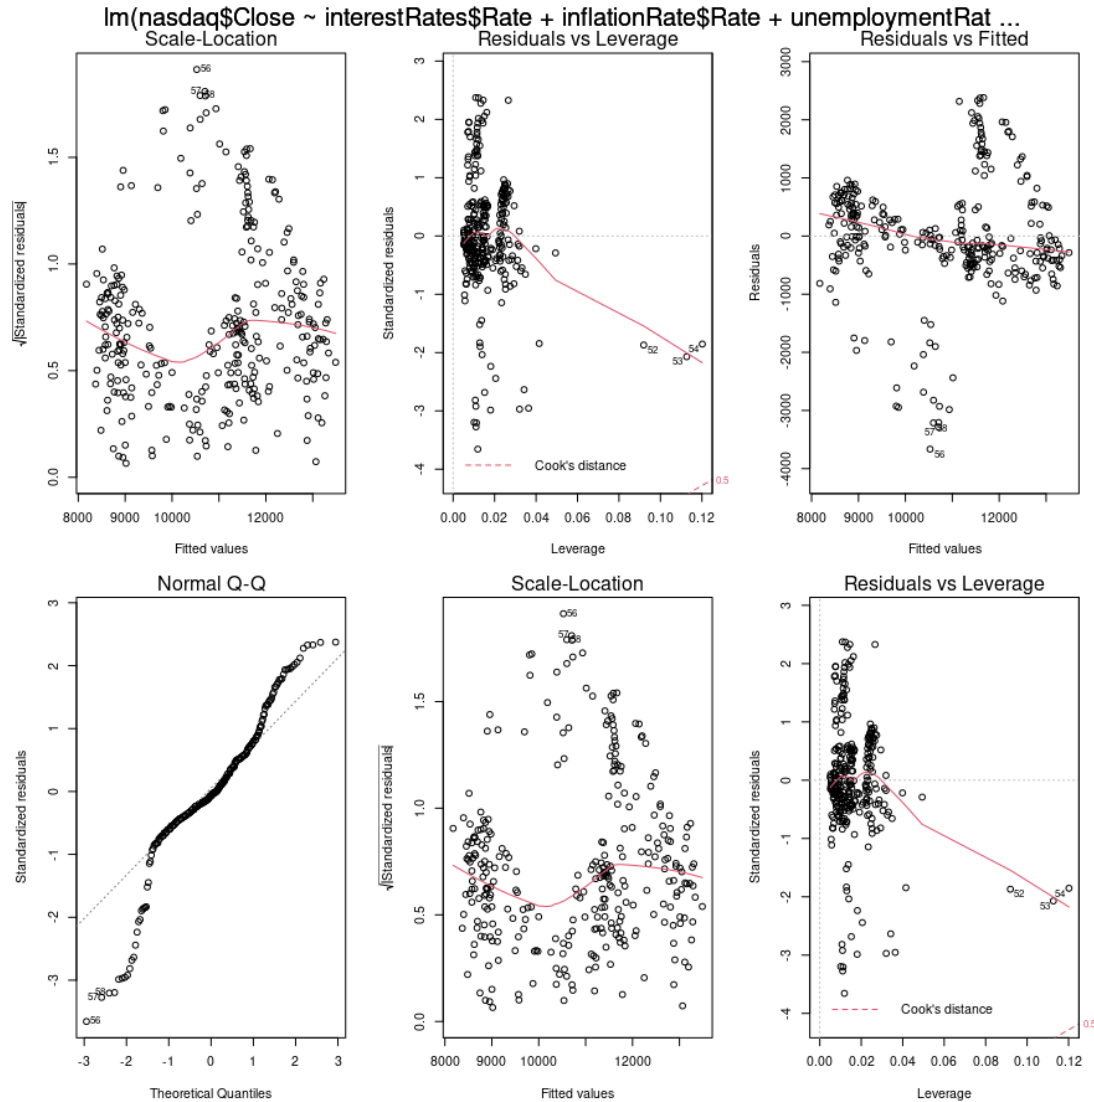 lm(nasdaq$Close ~ interestRates$Rate + inflationRate$Rate + unemploymentRat ...
Scale-Location
√|Standardized residuals|
0.0 0.5 1.0 1.5
56
57 58
8000 9000 10000 12000
Fitted values
Residuals vs Leverage
Standardized residuals
-4 -3 -2 -1 0 1 2 3
52
53
54
Cook's distance
0.5
0.00 0.02 0.04 0.06 0.08 0.10 0.12
Leverage
Residuals vs Fitted
Residuals
-4000 -3000 -2000 -1000 0 1000 2000 3000
57 58
56
8000 9000 10000 12000
Fitted values
Normal Q-Q
Standardized residuals
-3 -2 -1 0 1 2 3
58
57
56
-3 -2 -1 0 1 2 3
Theoretical Quantiles
Scale-Location
√|Standardized residuals|
0.0 0.5 1.0 1.5
56
57 58
8000 9000 10000 12000
Fitted values
Residuals vs Leverage
Standardized residuals
-4 -3 -2 -1 0 1 2 3
52
53
54
Cook's distance
0.5
0.00 0.02 0.04 0.06 0.08 0.10 0.12
Leverage